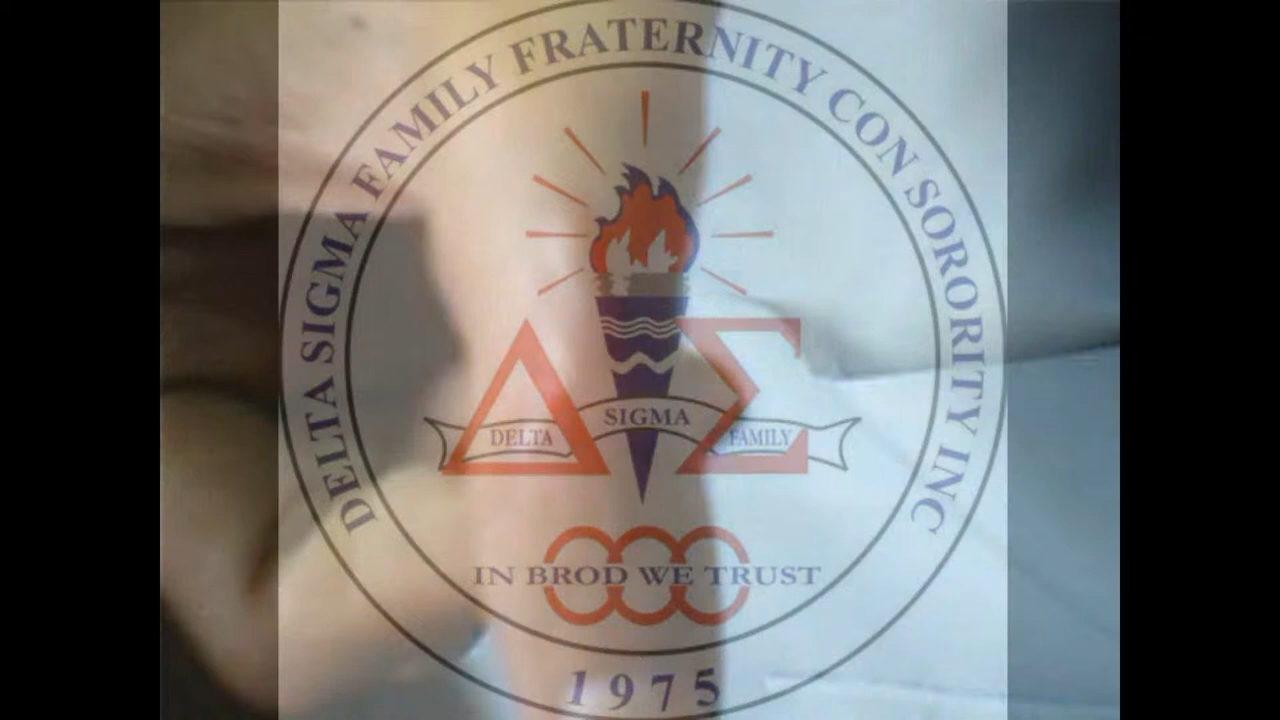 DELTA SIGMA FAMILY FRATERNITY CON SORORITY INC
ΔΣ
DELTA SIGMA FAMILY
IN BROD WE TRUST
1975